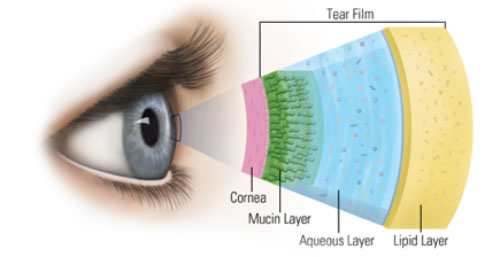 Tear Film
Cornea
Mucin Layer
Aqueous Layer
Lipid Layer